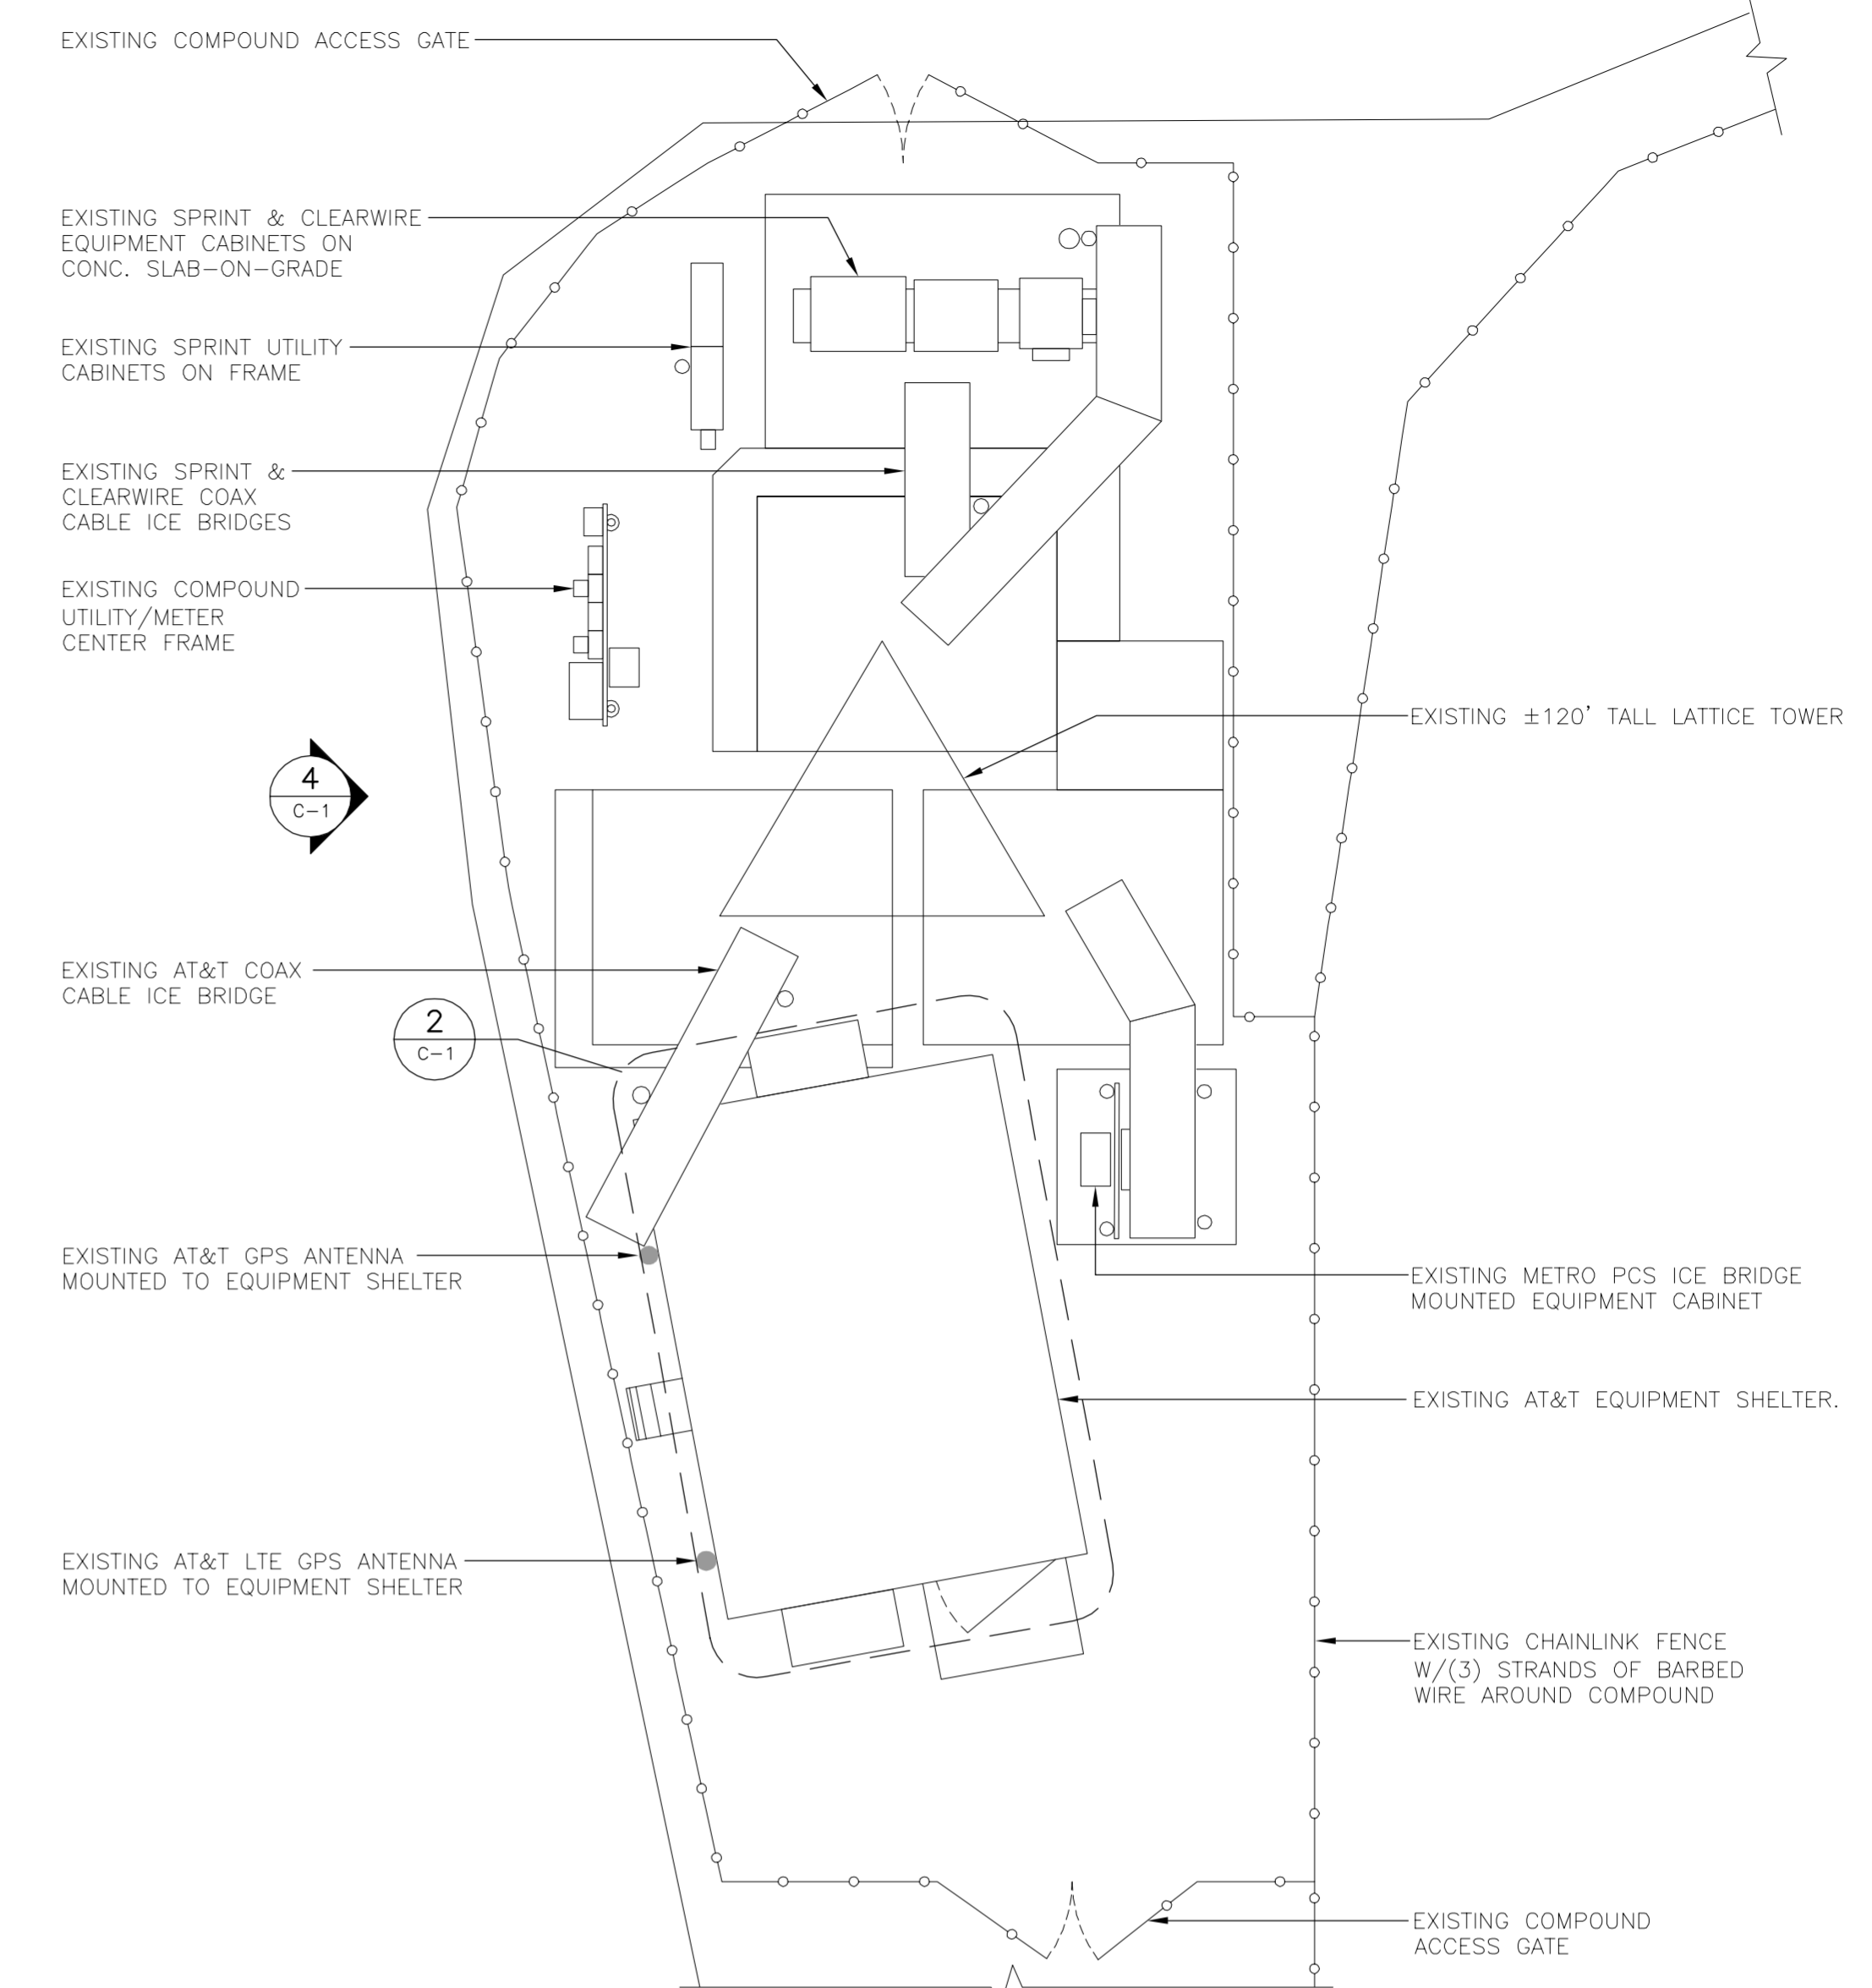 EXISTING COMPOUND ACCESS GATE
EXISTING SPRINT & CLEARWIRE
EQUIPMENT CABINETS ON
CONC. SLAB-ON-GRADE
EXISTING SPRINT UTILITY
CABINETS ON FRAME
EXISTING SPRINT &
CLEARWIRE COAX
CABLE ICE BRIDGES
EXISTING COMPOUND
UTILITY/METER
CENTER FRAME
EXISTING ±120' TALL LATTICE TOWER
4
C-1
EXISTING AT&T COAX
CABLE ICE BRIDGE
2
C-1
EXISTING AT&T GPS ANTENNA
MOUNTED TO EQUIPMENT SHELTER
EXISTING METRO PCS ICE BRIDGE
MOUNTED EQUIPMENT CABINET
EXISTING AT&T EQUIPMENT SHELTER.
EXISTING AT&T LTE GPS ANTENNA
MOUNTED TO EQUIPMENT SHELTER
EXISTING CHAINLINK FENCE
W/(3) STRANDS OF BARBED
WIRE AROUND COMPOUND
EXISTING COMPOUND
ACCESS GATE